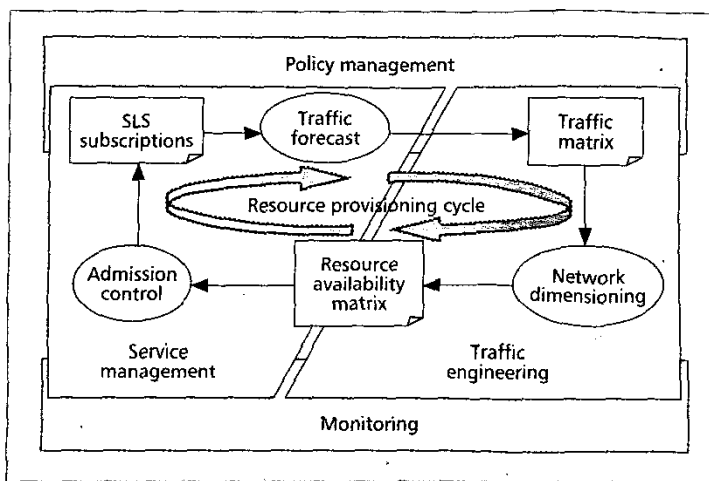 Policy management
SLS
subscriptions
Traffic
forecast
Traffic
matrix
Resource provisioning cycle
Admission
control
Resource
availability
matrix
Network
dimensioning
Service
management
Traffic
engineering
Monitoring